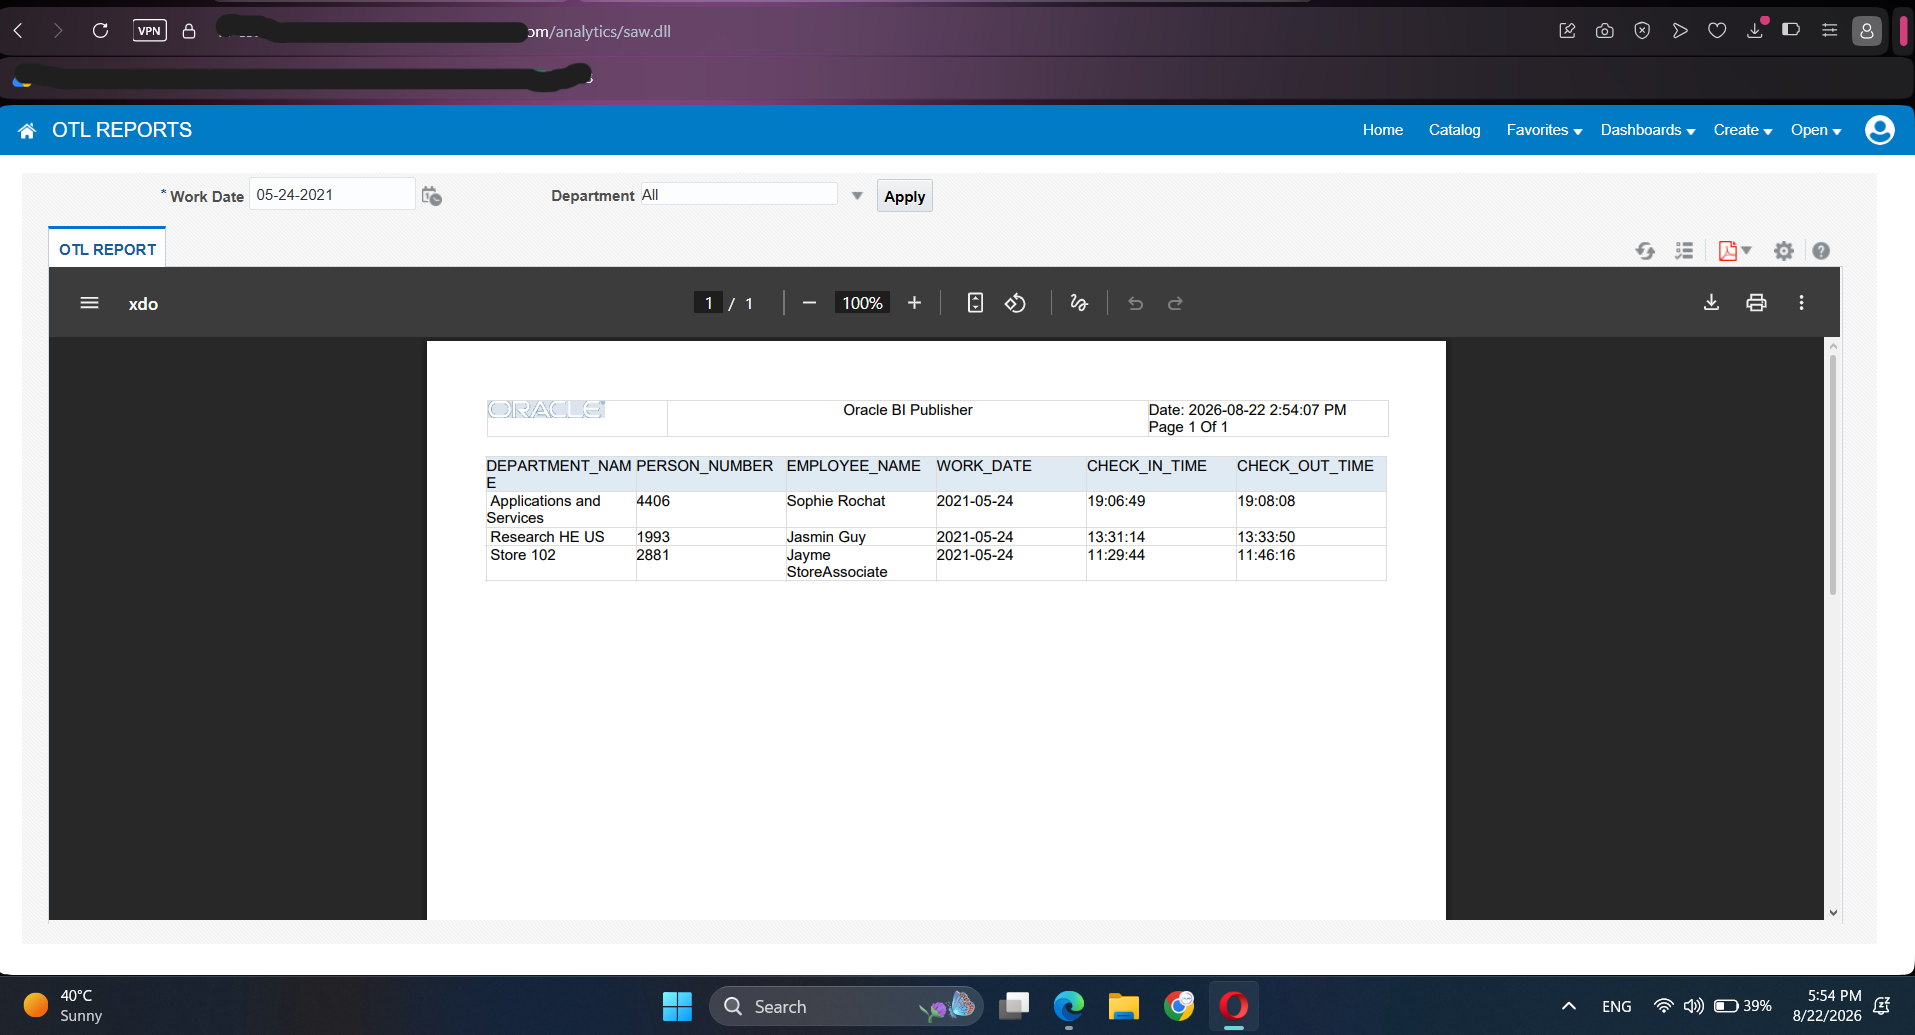 VPN
om/analytics/saw.dll
OTL REPORTS
Home Catalog Favorites Dashboards Create Open
* Work Date 05-24-2021 Department All Apply
OTL REPORT
xdo 1 / 1 100%
ORACLE Oracle BI Publisher Date: 2026-08-22 2:54:07 PM
Page 1 Of 1
DEPARTMENT_NAM PERSON_NUMBER EMPLOYEE_NAME WORK_DATE CHECK_IN_TIME CHECK_OUT_TIME
E
Applications and 4406 Sophie Rochat 2021-05-24 19:06:49 19:08:08
Services
Research HE US 1993 Jasmin Guy 2021-05-24 13:31:14 13:33:50
Store 102 2881 Jayme 2021-05-24 11:29:44 11:46:16
StoreAssociate
40°C
Sunny
Search
ENG
39%
5:54 PM
8/22/2026